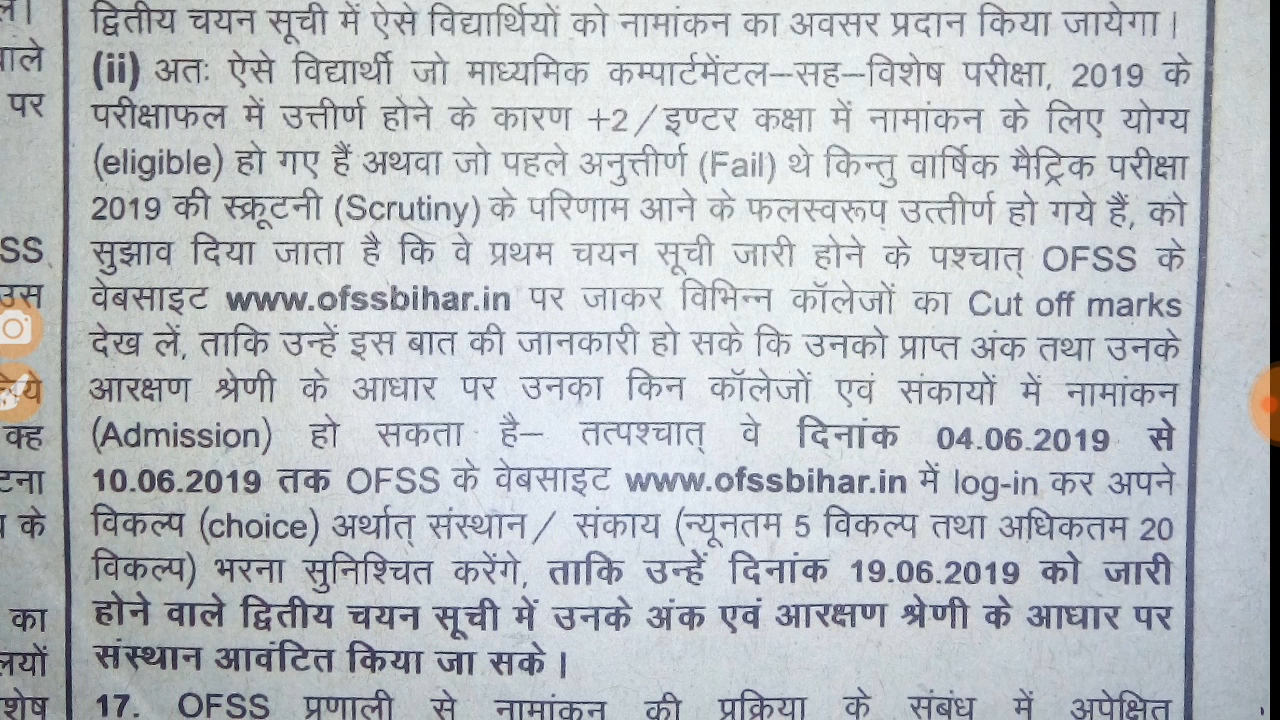 द्वितीय चयन सूची में ऐसे विद्यार्थियों को नामांकन का अवसर प्रदान किया जायेगा।
(ii) अतः ऐसे विद्यार्थी जो माध्यमिक कम्पार्टमेंटल–सह–विशेष परीक्षा, 2019 के
परीक्षाफल में उत्तीर्ण होने के कारण +2/इण्टर कक्षा में नामांकन के लिए योग्य
(eligible) हो गए हैं अथवा जो पहले अनुत्तीर्ण (Fail) थे किन्तु वार्षिक मैट्रिक परीक्षा
2019 की स्क्रूटनी (Scrutiny) के परिणाम आने के फलस्वरूप उत्तीर्ण हो गये हैं, को
सुझाव दिया जाता है कि वे प्रथम चयन सूची जारी होने के पश्चात् OFSS के
वेबसाइट www.ofssbihar.in पर जाकर विभिन्न कॉलेजों का Cut off marks
देख लें, ताकि उन्हें इस बात की जानकारी हो सके कि उनको प्राप्त अंक तथा उनके
आरक्षण श्रेणी के आधार पर उनका किन कॉलेजों एवं संकायों में नामांकन
(Admission) हो सकता है– तत्पश्चात् वे दिनांक 04.06.2019 से
10.06.2019 तक OFSS के वेबसाइट www.ofssbihar.in में log-in कर अपने
विकल्प (choice) अर्थात् संस्थान/ संकाय (न्यूनतम 5 विकल्प तथा अधिकतम 20
विकल्प) भरना सुनिश्चित करेंगे, ताकि उन्हें दिनांक 19.06.2019 को जारी
होने वाले द्वितीय चयन सूची में उनके अंक एवं आरक्षण श्रेणी के आधार पर
संस्थान आवंटित किया जा सके।
17. OFSS प्रणाली से नामांकन की प्रक्रिया के संबंध में अपेक्षित
पर
SS
उस
के
का